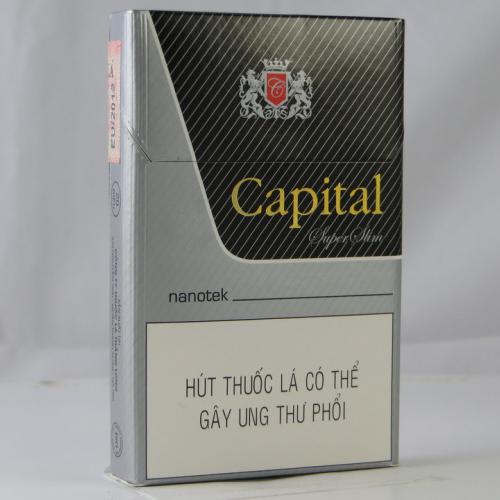 Capital
Super Slim
nanotek
HÚT THUỐC LÁ CÓ THỂ
GÂY UNG THƯ PHỔI